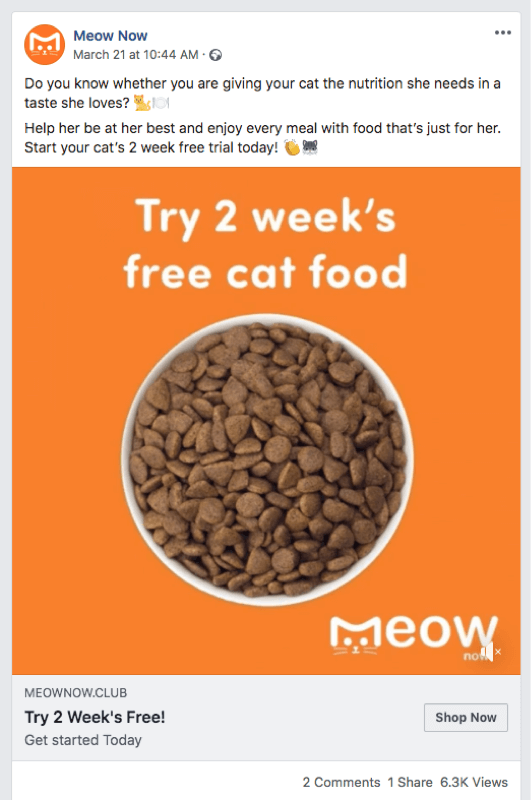 Meow Now
March 21 at 10:44 AM ·
Do you know whether you are giving your cat the nutrition she needs in a
taste she loves? 🐈🍽
Help her be at her best and enjoy every meal with food that's just for her.
Start your cat's 2 week free trial today! 👏🐱
Try 2 week's
free cat food
meow
now
MEOWNOW.CLUB
Try 2 Week's Free!
Get started Today
Shop Now
2 Comments 1 Share 6.3K Views